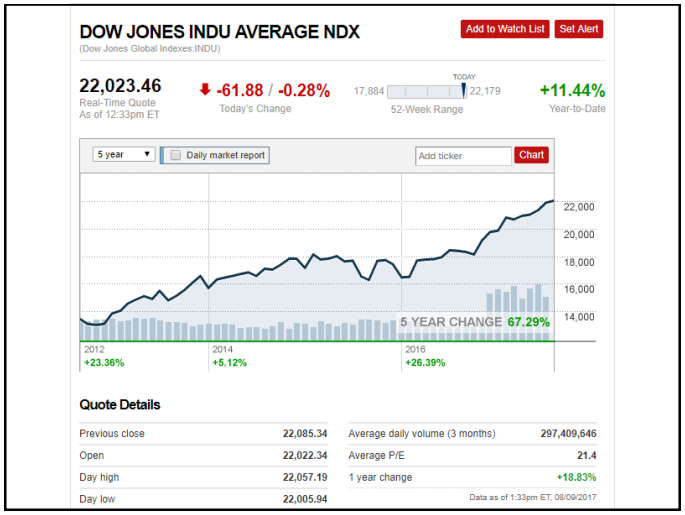 DOW JONES INDU AVERAGE NDX
(Dow Jones Global Indexes:INDU)
Add to Watch List
Set Alert
22,023.46
Real-Time Quote
As of 12:33pm ET
-61.88 / -0.28%
Today's Change
TODAY
17,884
22,179
52-Week Range
+11.44%
Year-to-Date
5 year
Daily market report
Add ticker
Chart
22,000
20,000
18,000
16,000
14,000
5 YEAR CHANGE 67.29%
2012
+23.36%
2014
+5.12%
2016
+26.39%
Quote Details
Previous close 22,085.34
Open 22,022.34
Day high 22,057.19
Day low 22,005.94
Average daily volume (3 months) 297,409,646
Average P/E 21.4
1 year change +18.83%
Data as of 1:33pm ET, 08/09/2017